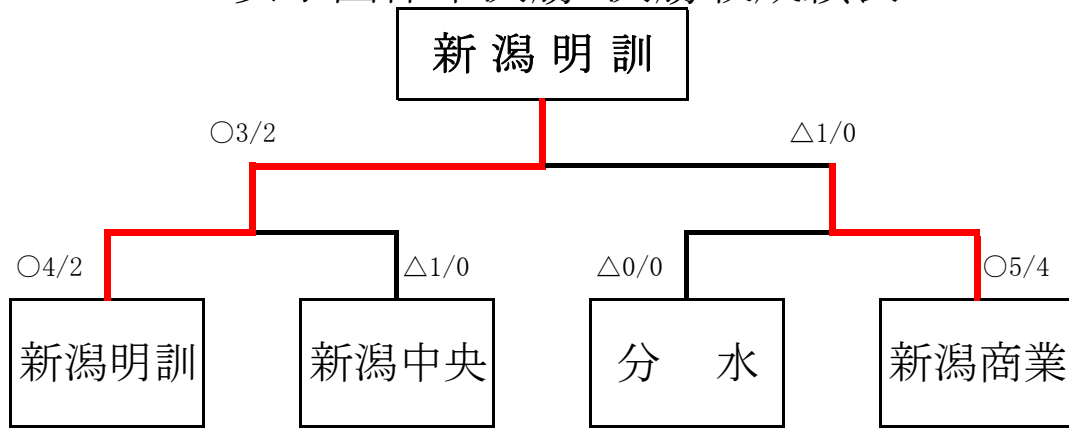 新潟明訓
○3/2
△1/0
○4/2
△1/0
△0/0
○5/4
新潟明訓
新潟中央
分　水
新潟商業